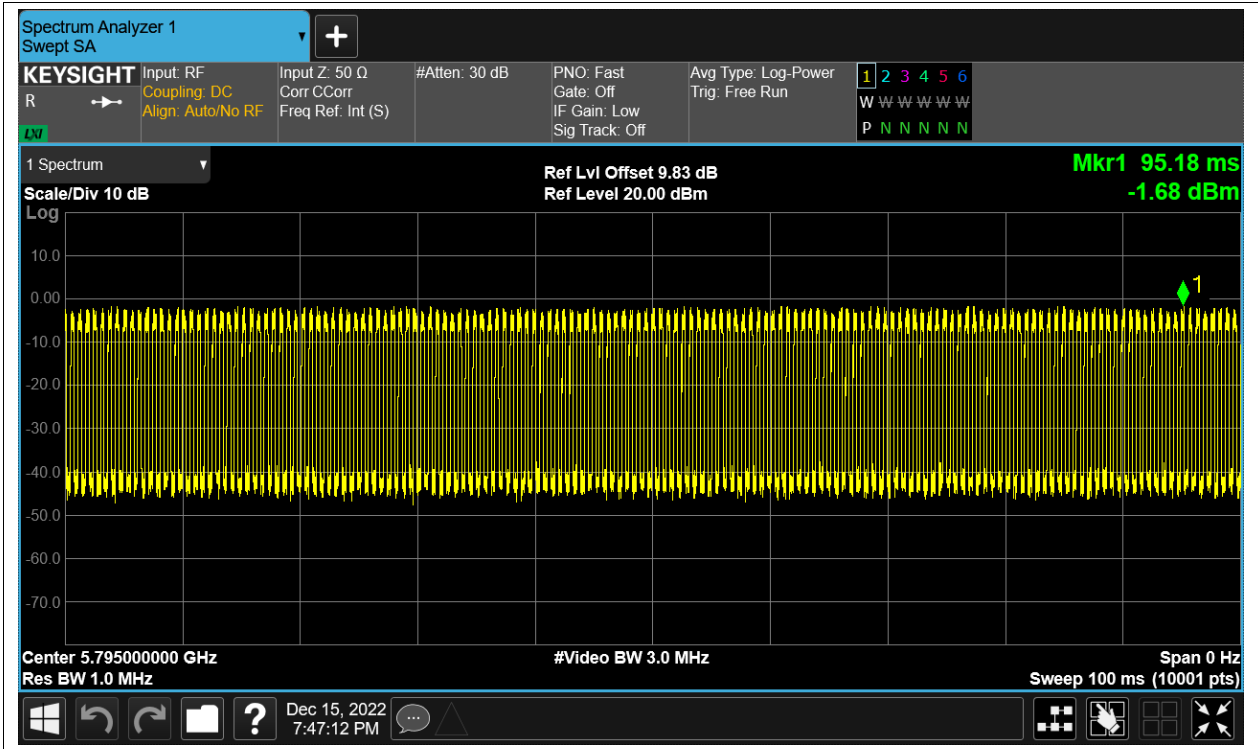 Spectrum Analyzer 1
Swept SA
KEYSIGHT
R
LXI
Input: RF
Coupling: DC
Align: Auto/No RF
Input Z: 50 Ω
Corr CCorr
Freq Ref: Int (S)
#Atten: 30 dB
PNO: Fast
Gate: Off
IF Gain: Low
Sig Track: Off
Avg Type: Log-Power
Trig: Free Run
1 2 3 4 5 6
W W W W W W
P N N N N N
1 Spectrum
Scale/Div 10 dB
Log
Ref Lvl Offset 9.83 dB
Ref Level 20.00 dBm
Mkr1 95.18 ms
-1.68 dBm
1
10.0
0.00
-10.0
-20.0
-30.0
-40.0
-50.0
-60.0
-70.0
Center 5.795000000 GHz
Res BW 1.0 MHz
#Video BW 3.0 MHz
Span 0 Hz
Sweep 100 ms (10001 pts)
?
Dec 15, 2022
7:47:12 PM